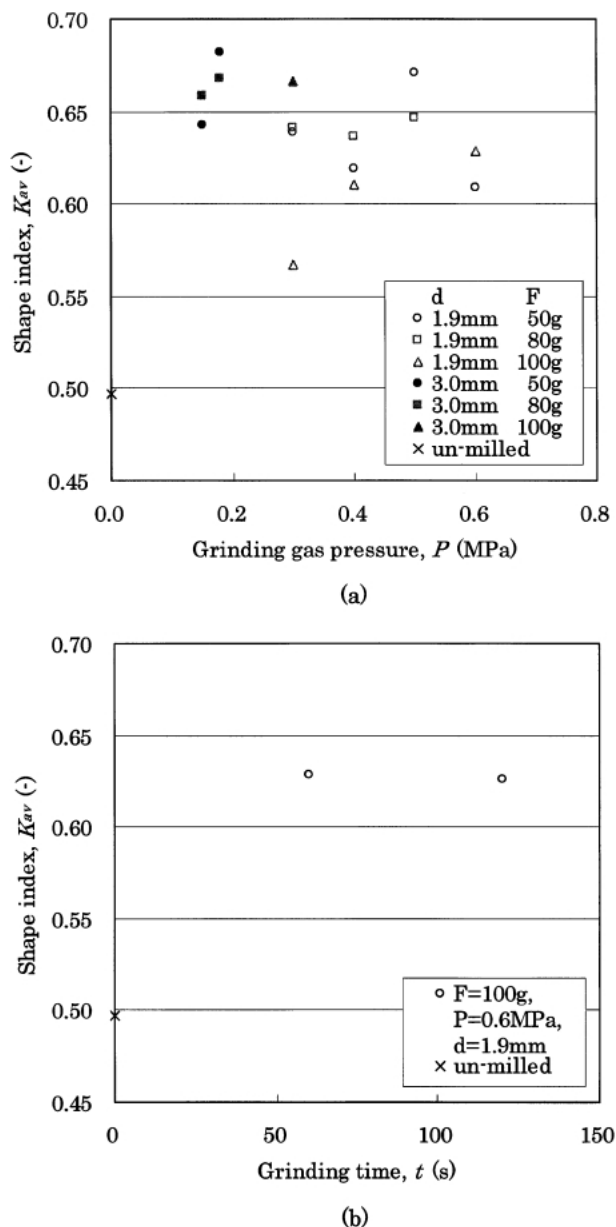 0.70
0.65
0.60
0.55
0.50
0.45
Shape index, Kav (-)
d F
1.9mm 50g
1.9mm 80g
1.9mm 100g
3.0mm 50g
3.0mm 80g
3.0mm 100g
un-milled
0.0 0.2 0.4 0.6 0.8
Grinding gas pressure, P (MPa)
(a)
0.70
0.65
0.60
0.55
0.50
0.45
Shape index, Kav (-)
F=100g,
P=0.6MPa,
d=1.9mm
un-milled
0 50 100 150
Grinding time, t (s)
(b)